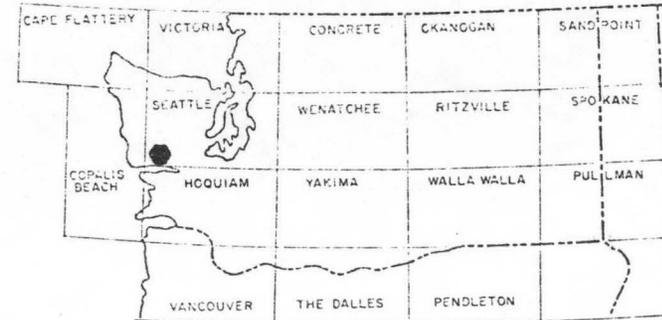 CAPE FLATTERY VICTORIA CONCRETE OKANOGAN SANDPOINT
SEATTLE WENATCHEE RITZVILLE SPOKANE
COPALIS
BEACH HOQUIAM YAKIMA WALLA WALLA PULLMAN
VANCOUVER THE DALLES PENDLETON